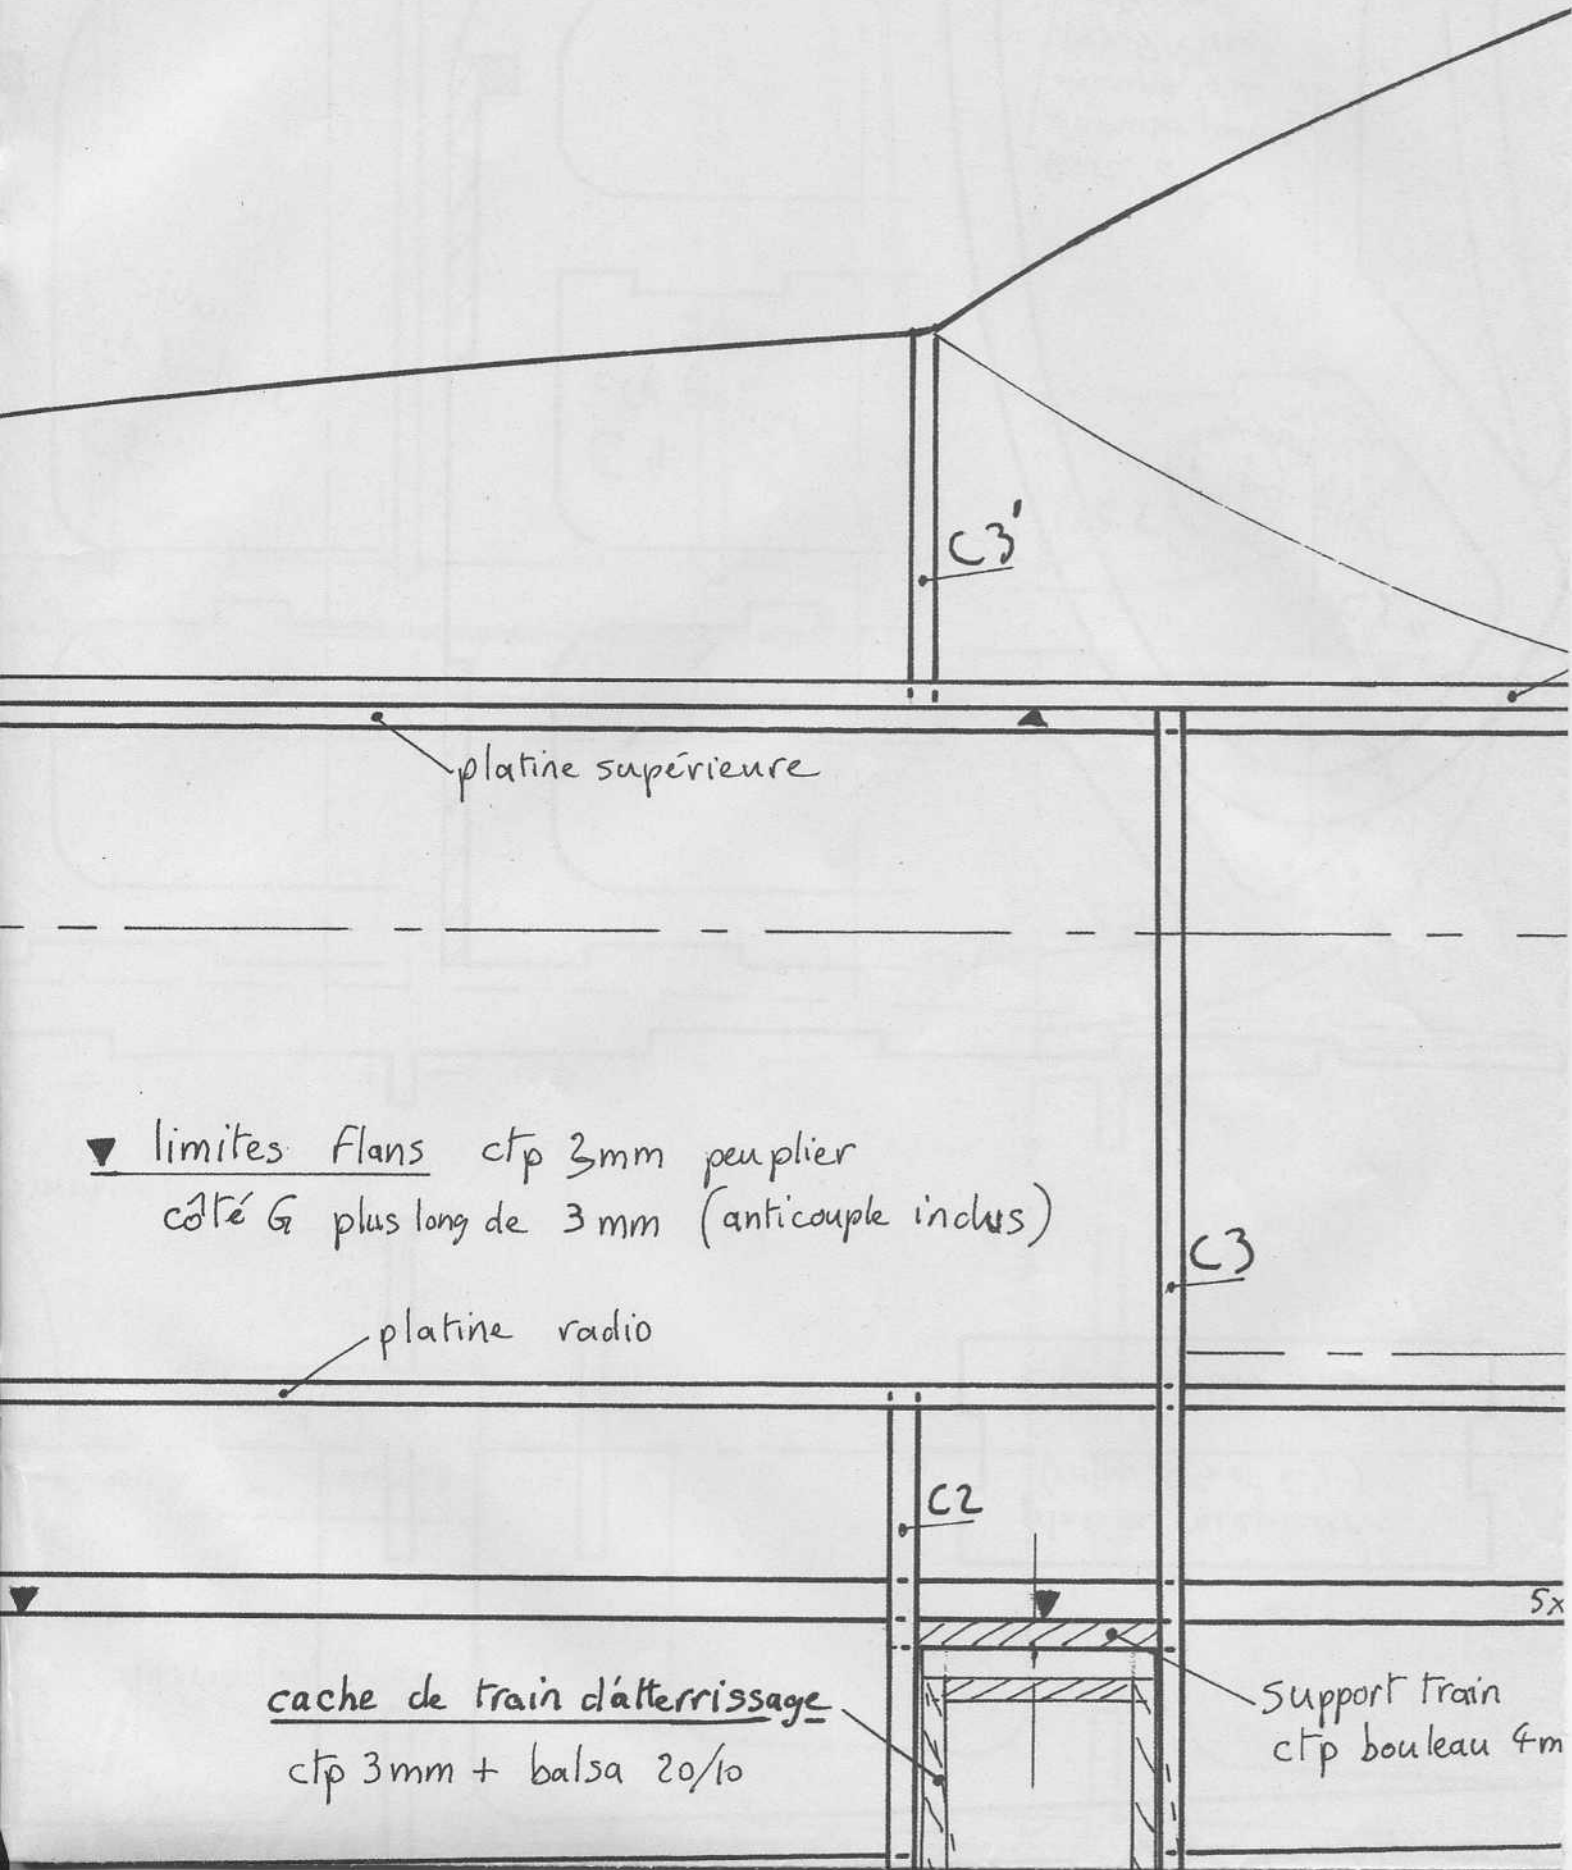 C3'
platine supérieure
▼ limites flans ctp 3mm peuplier
côté G plus long de 3 mm (anticouple inclus)
C3
platine radio
C2
5x
cache de train d'atterrissage
ctp 3mm + balsa 20/10
support train
ctp bouleau 4m